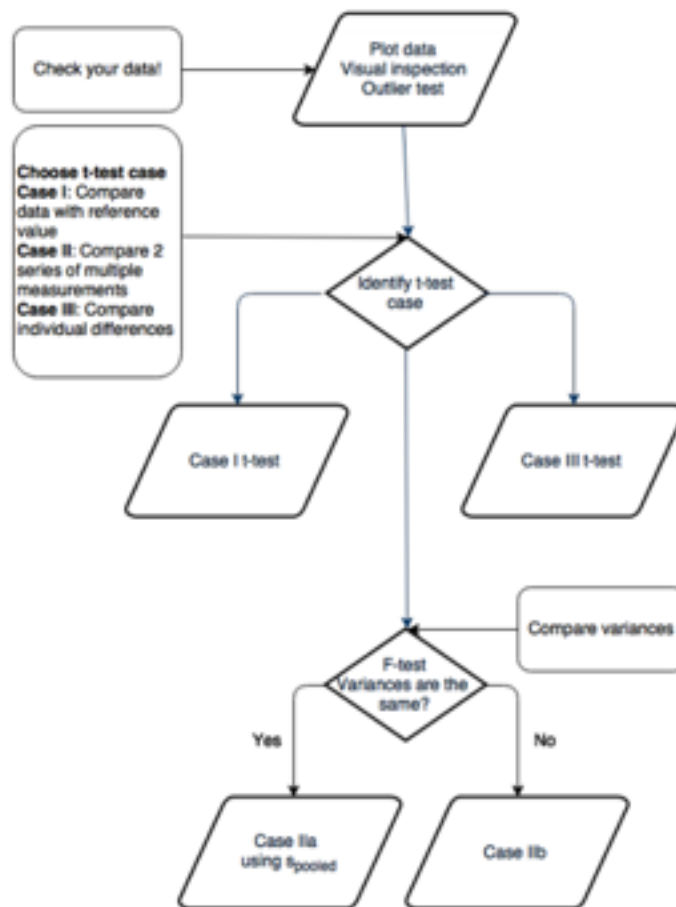 Plot data
Visual inspection
Outlier test
Check your data!
Choose t-test case
Case I: Compare
data with reference
value
Case II: Compare 2
series of multiple
measurements
Case III: Compare
individual differences
Identify t-test
case
Case I t-test
Case III t-test
Compare variances
F-test
Variances are the
same?
Yes
No
Case IIa
using spooled
Case IIb